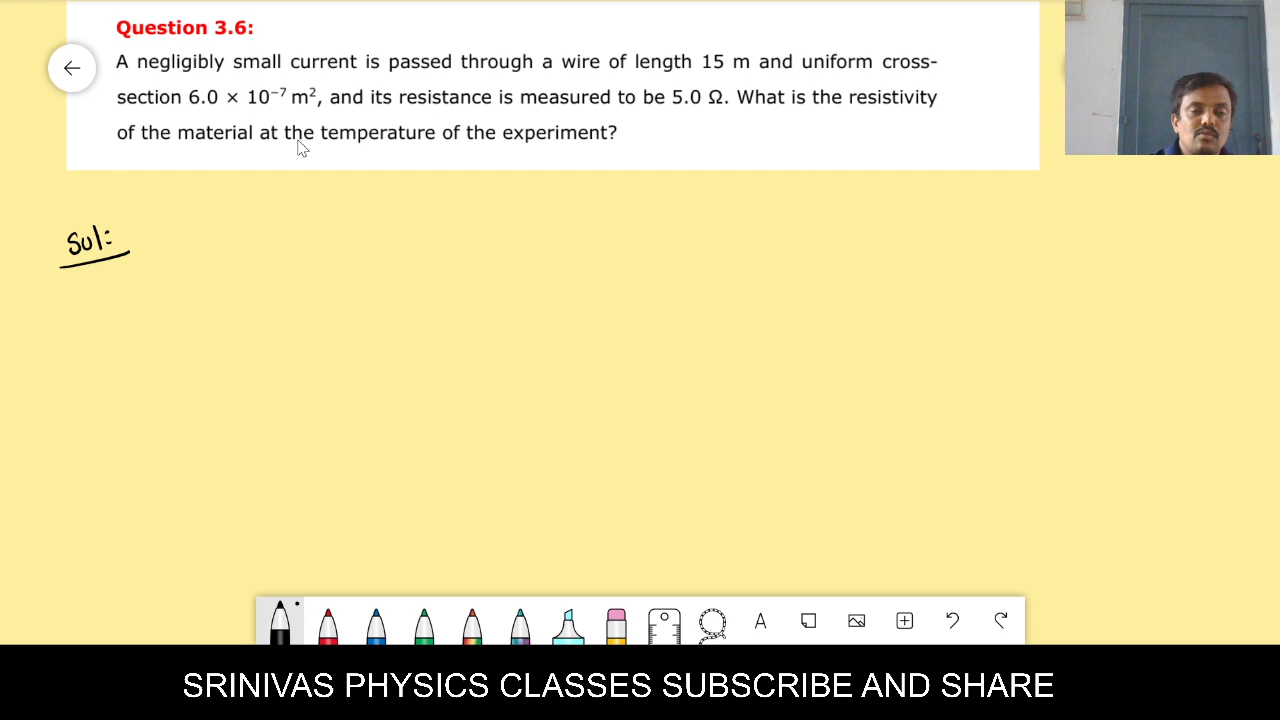 Question 3.6:
A negligibly small current is passed through a wire of length 15 m and uniform cross-
section 6.0 × 10⁻⁷ m², and its resistance is measured to be 5.0 Ω. What is the resistivity
of the material at the temperature of the experiment?
Sol:
A
SRINIVAS PHYSICS CLASSES SUBSCRIBE AND SHARE